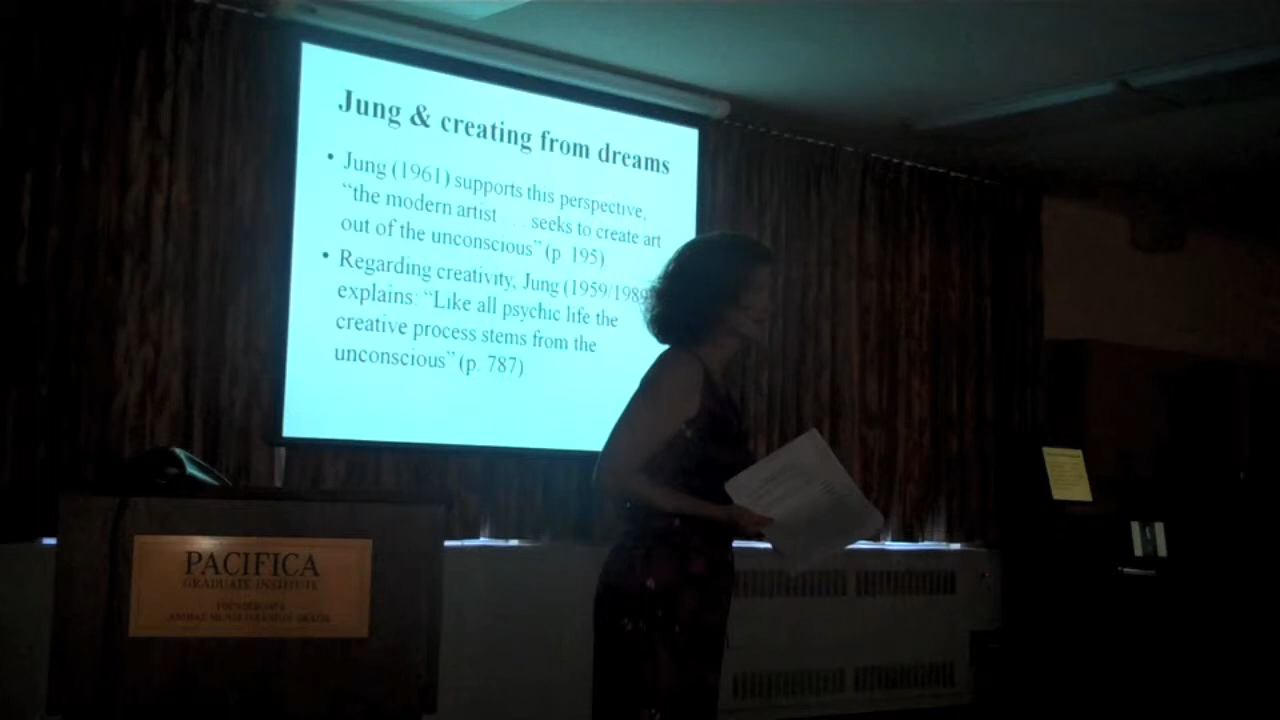 Jung & creating from dreams
• Jung (1961) supports this perspective,
“the modern artist . . . seeks to create art
out of the unconscious” (p. 195)
• Regarding creativity, Jung (1959/1989
explains: “Like all psychic life the
creative process stems from the
unconscious” (p. 787)
PACIFICA
GRADUATE INSTITUTE